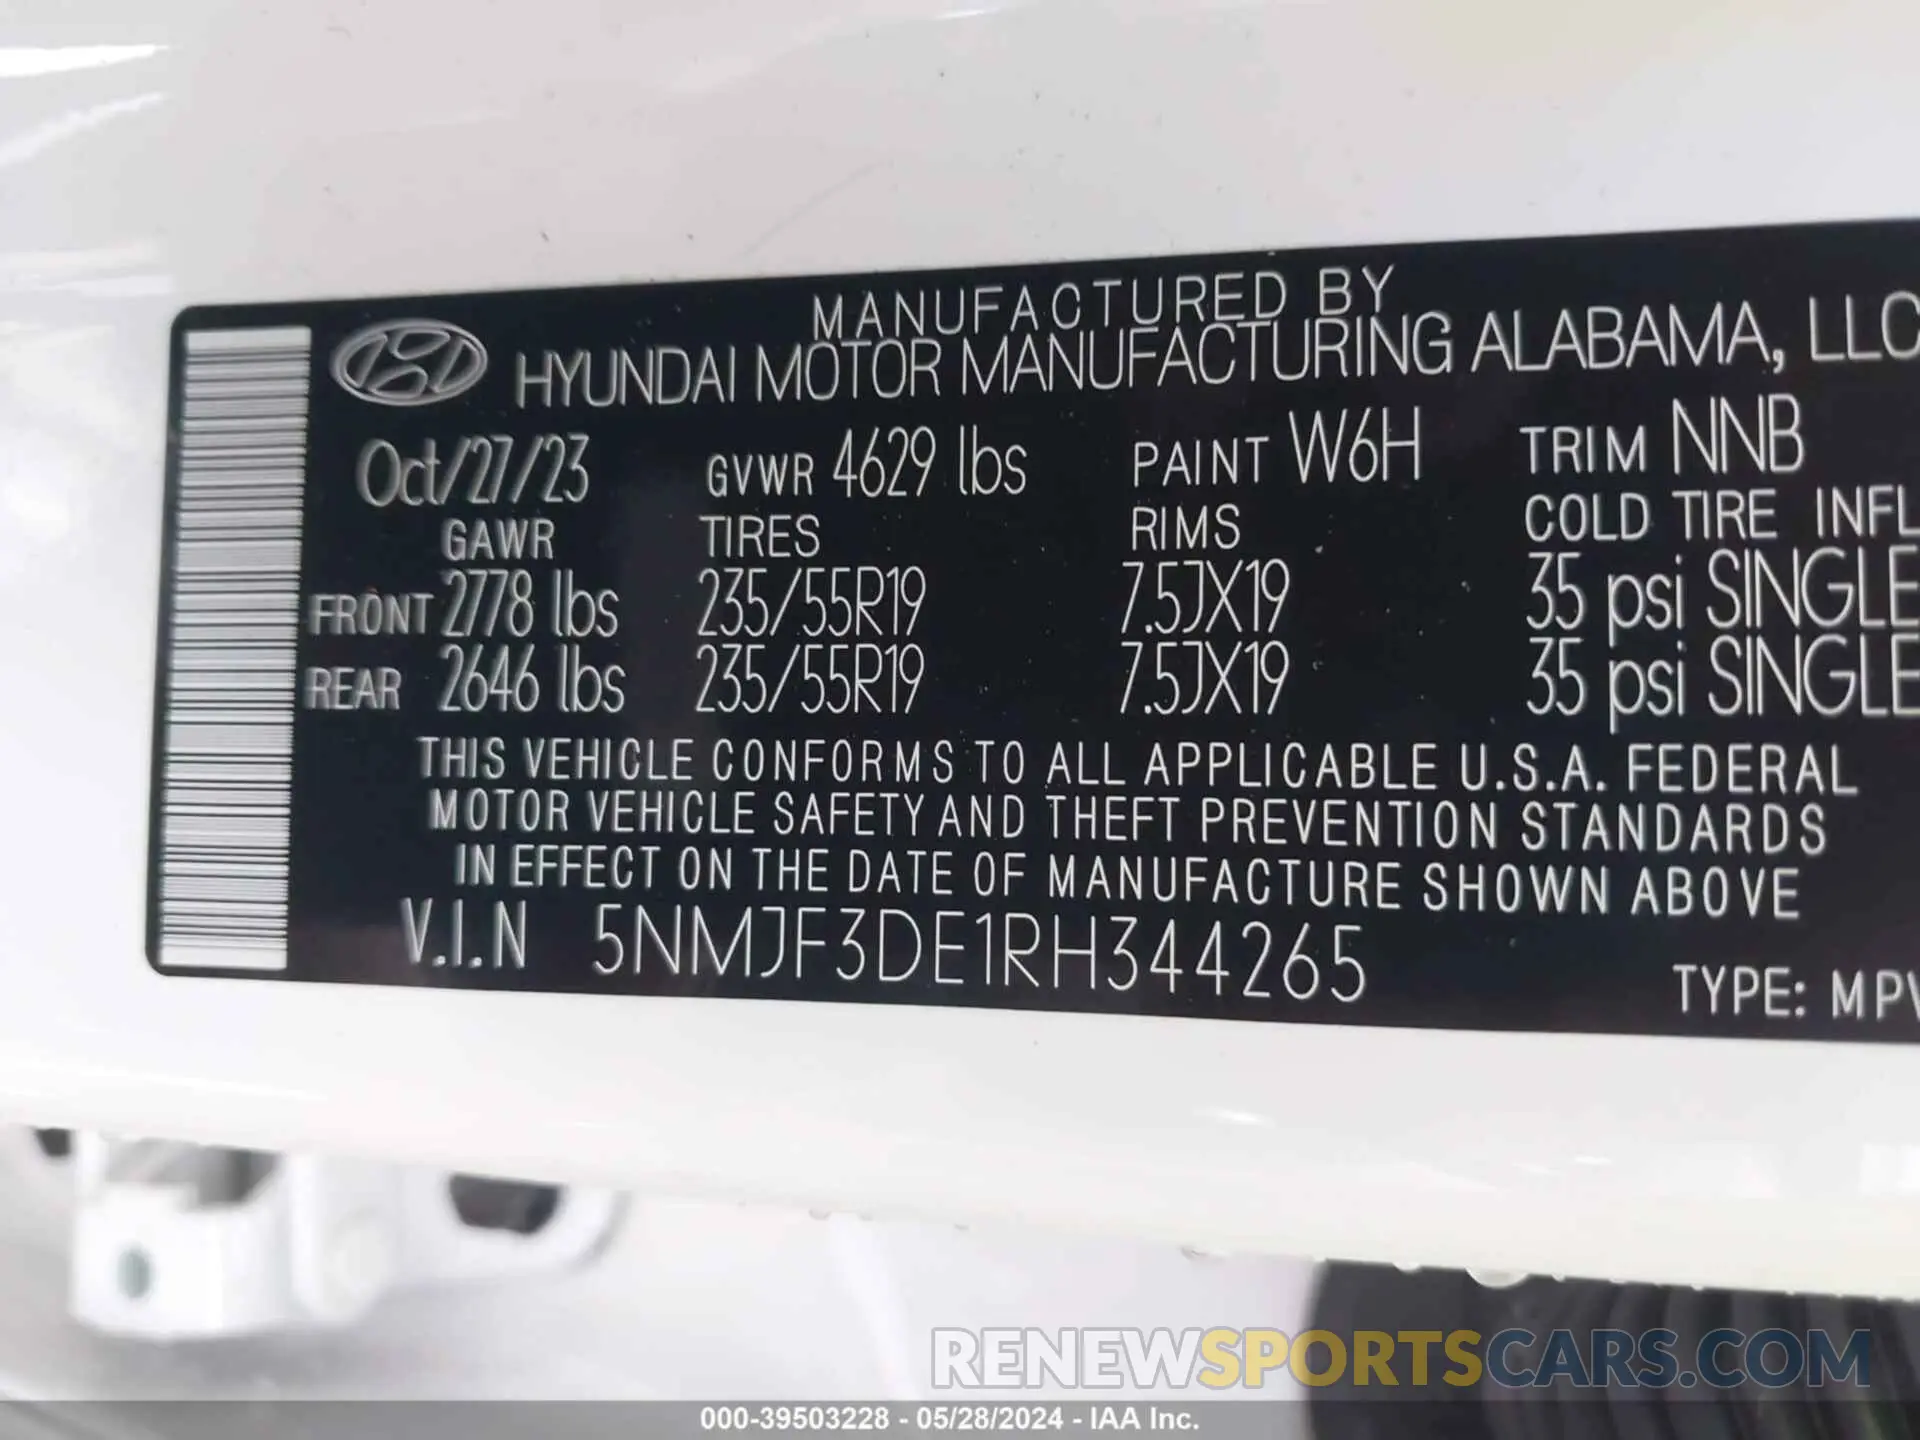 MANUFACTURED BY
HYUNDAI MOTOR MANUFACTURING ALABAMA, LLC
Oct/27/23 GVWR 4629 lbs PAINT W6H TRIM NNB
GAWR TIRES RIMS COLD TIRE INFL
FRONT 2778 lbs 235/55R19 7.5JX19 35 psi SINGLE
REAR 2646 lbs 235/55R19 7.5JX19 35 psi SINGLE
THIS VEHICLE CONFORMS TO ALL APPLICABLE U.S.A. FEDERAL
MOTOR VEHICLE SAFETY AND THEFT PREVENTION STANDARDS
IN EFFECT ON THE DATE OF MANUFACTURE SHOWN ABOVE
V.I.N 5NMJF3DE1RH344265
TYPE: MPV
RENEWSPORTSCARS.COM
000-39503228 - 05/28/2024 - IAA Inc.